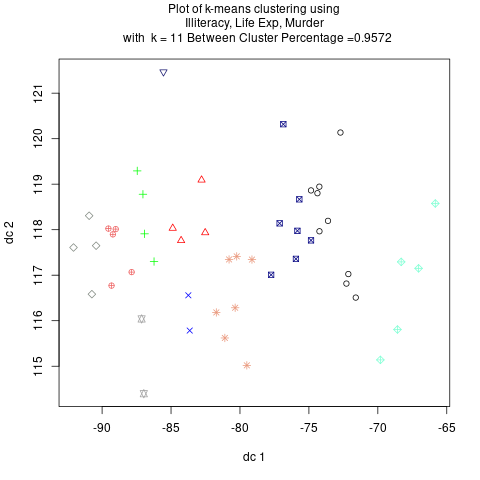 Plot of k-means clustering using
Illiteracy, Life Exp, Murder
with k = 11 Between Cluster Percentage =0.9572
dc 2
121
120
119
118
117
116
115
-90
-85
-80
-75
-70
-65
dc 1